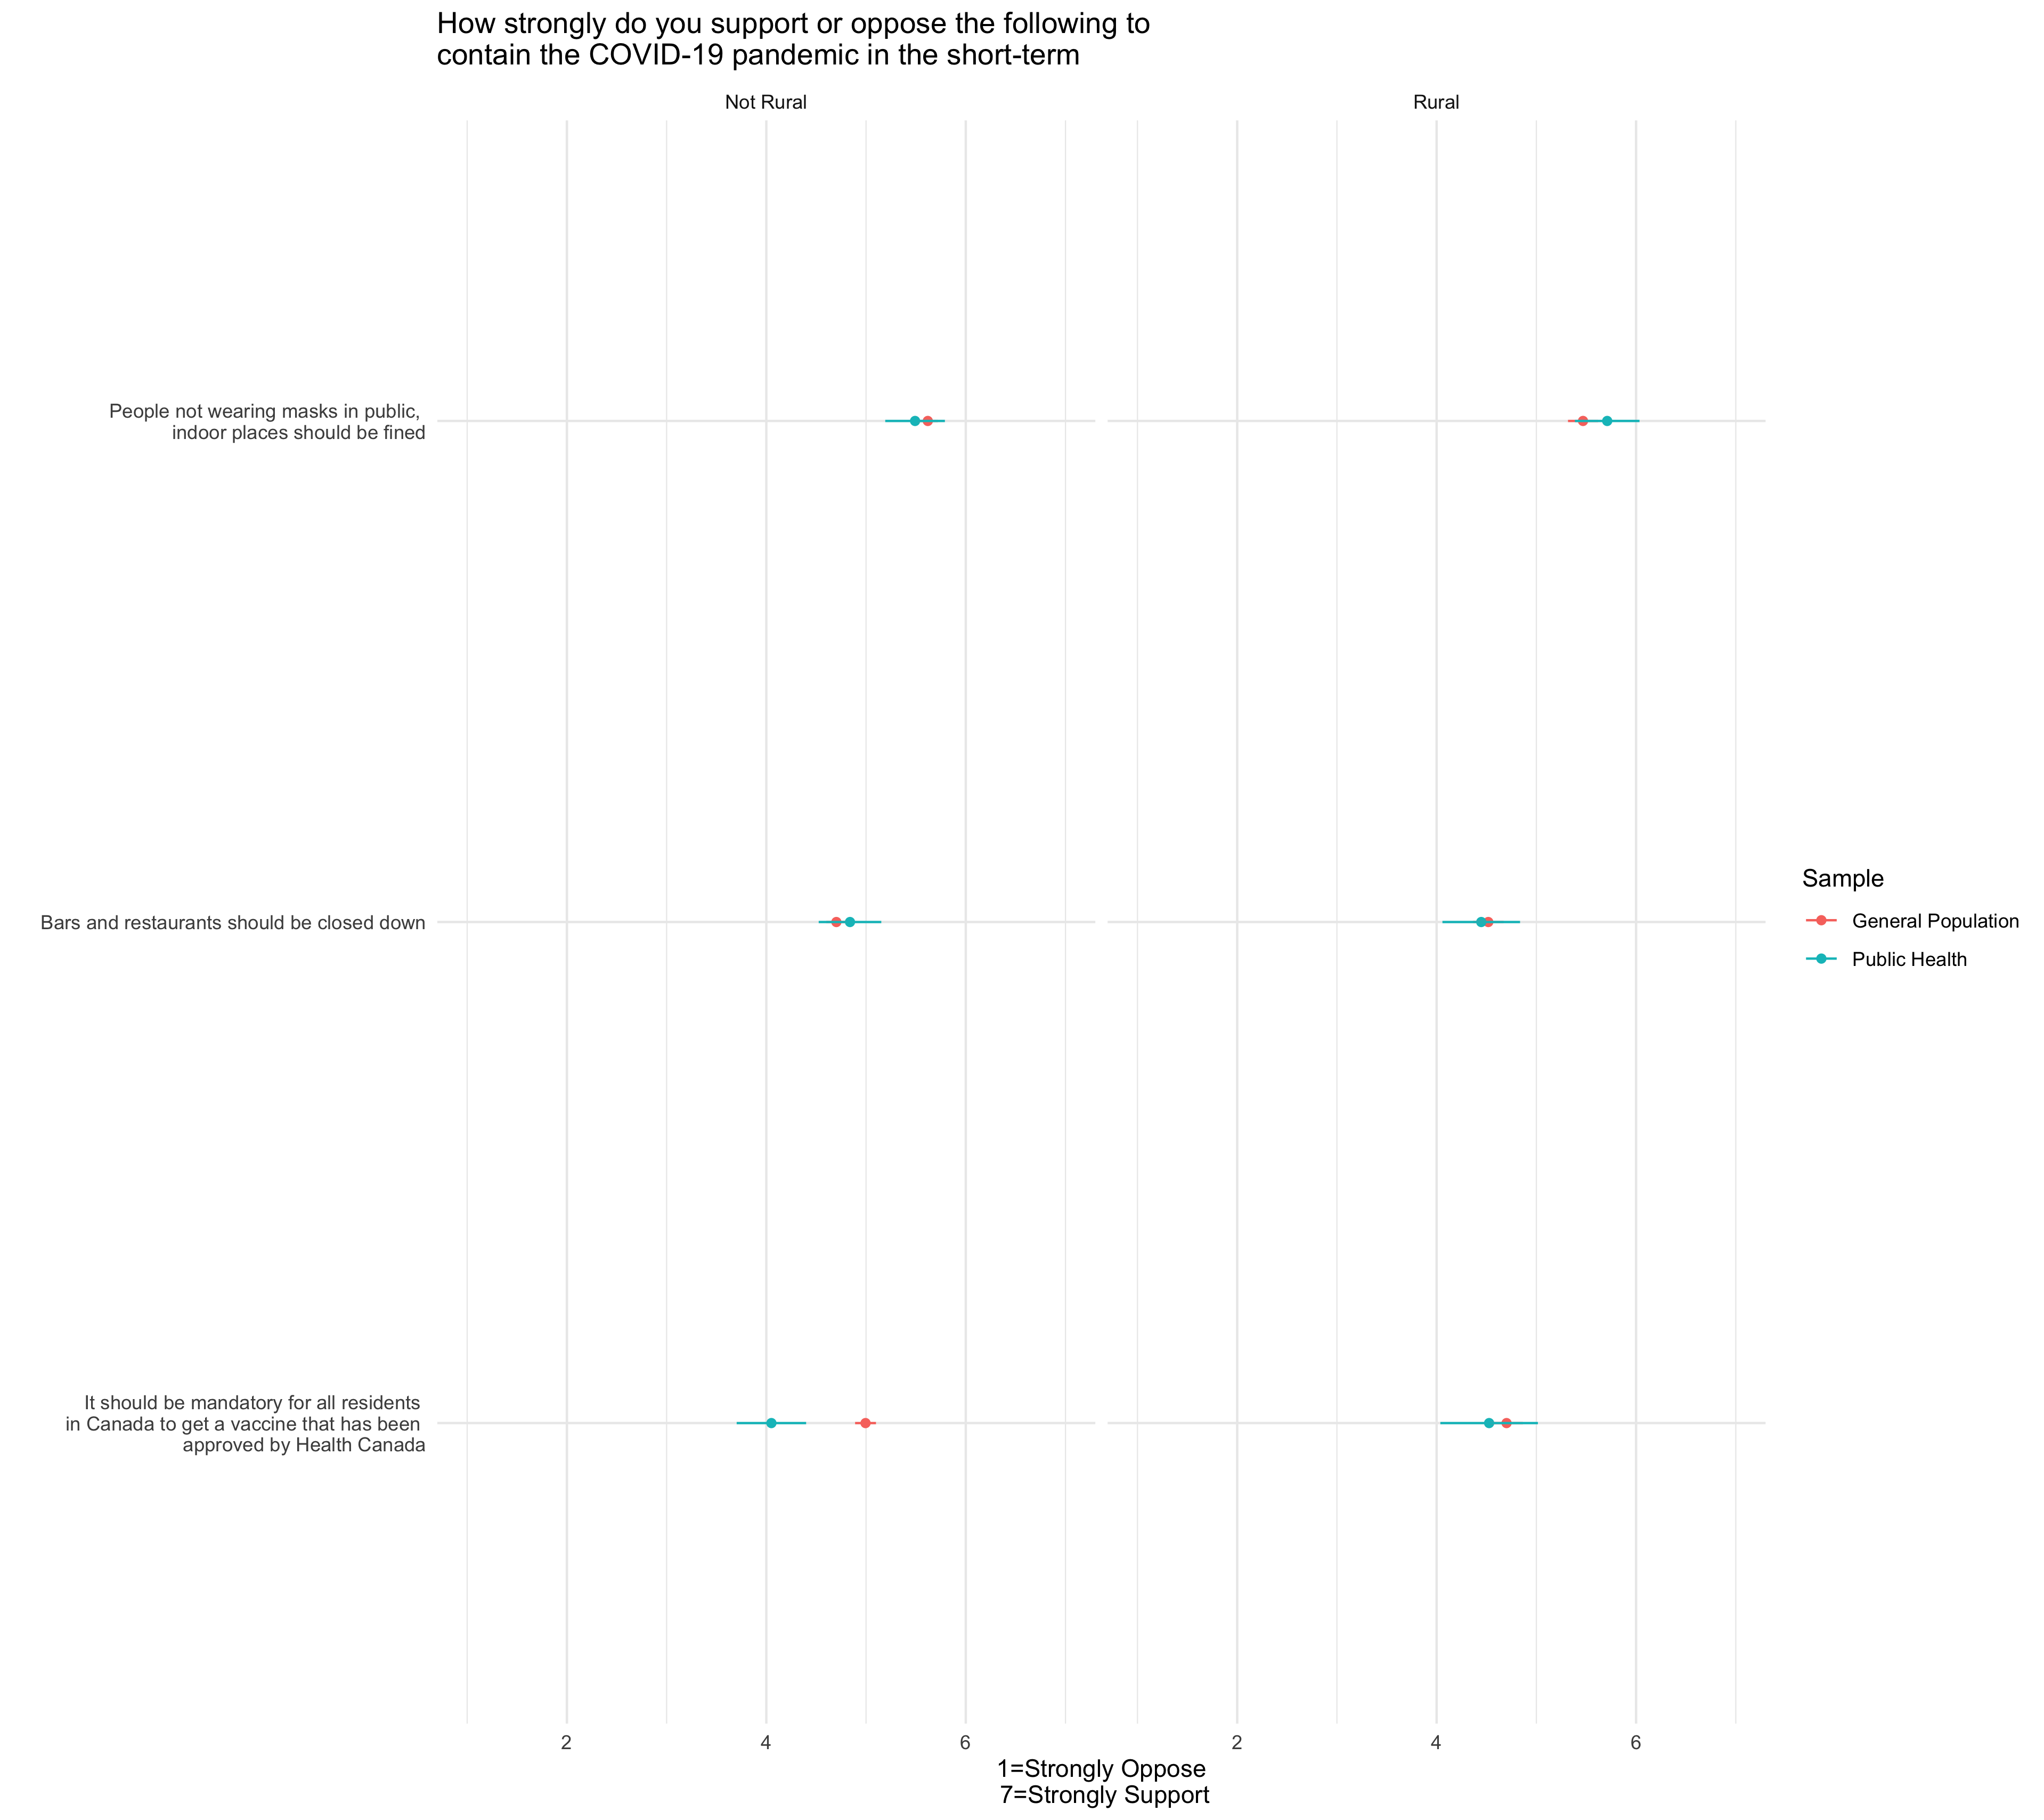 How strongly do you support or oppose the following to
contain the COVID-19 pandemic in the short-term
Not Rural
Rural
People not wearing masks in public,
indoor places should be fined
Bars and restaurants should be closed down
It should be mandatory for all residents
in Canada to get a vaccine that has been
approved by Health Canada
Sample
General Population
Public Health
2
4
6
2
4
6
1=Strongly Oppose
7=Strongly Support